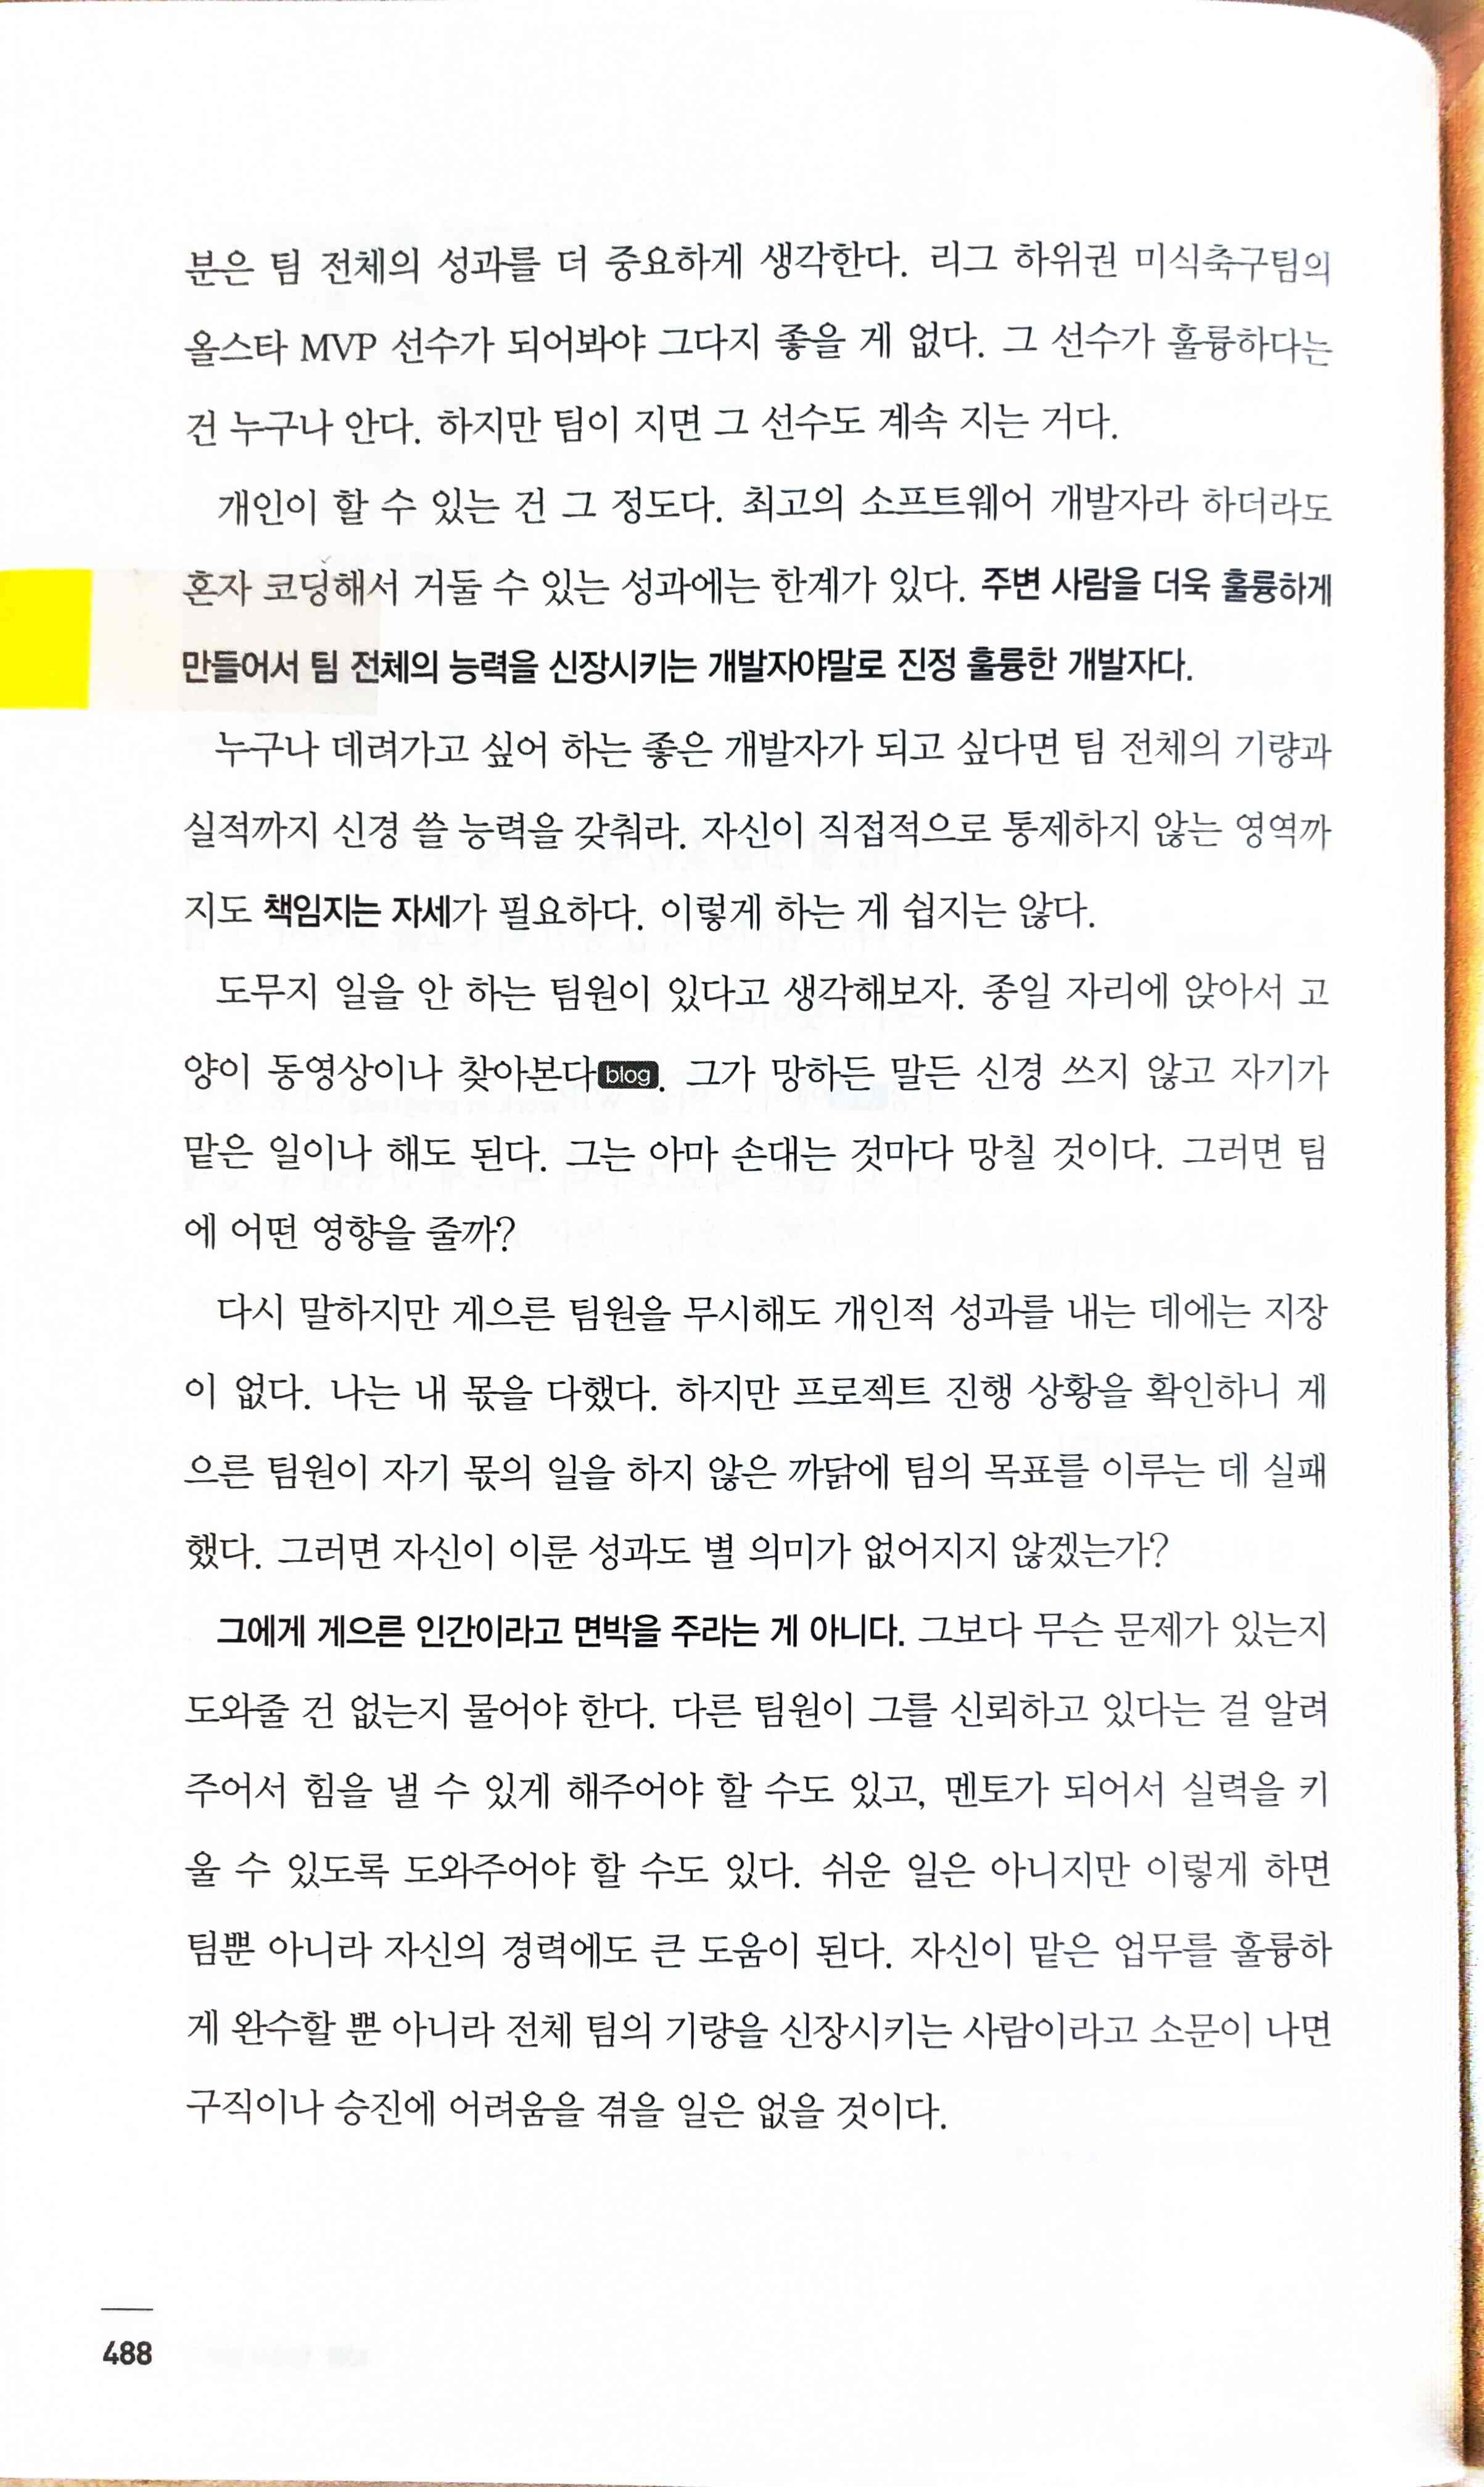 분은 팀 전체의 성과를 더 중요하게 생각한다. 리그 하위권 미식축구팀의
올스타 MVP 선수가 되어봐야 그다지 좋을 게 없다. 그 선수가 훌륭하다는
건 누구나 안다. 하지만 팀이 지면 그 선수도 계속 지는 거다.
개인이 할 수 있는 건 그 정도다. 최고의 소프트웨어 개발자라 하더라도
혼자 코딩해서 거둘 수 있는 성과에는 한계가 있다. 주변 사람을 더욱 훌륭하게
만들어서 팀 전체의 능력을 신장시키는 개발자야말로 진정 훌륭한 개발자다.
누구나 데려가고 싶어 하는 좋은 개발자가 되고 싶다면 팀 전체의 기량과
실적까지 신경 쓸 능력을 갖춰라. 자신이 직접적으로 통제하지 않는 영역까
지도 책임지는 자세가 필요하다. 이렇게 하는 게 쉽지는 않다.
도무지 일을 안 하는 팀원이 있다고 생각해보자. 종일 자리에 앉아서 고
양이 동영상이나 찾아본다blog. 그가 망하든 말든 신경 쓰지 않고 자기가
맡은 일이나 해도 된다. 그는 아마 손대는 것마다 망칠 것이다. 그러면 팀
에 어떤 영향을 줄까?
다시 말하지만 게으른 팀원을 무시해도 개인적 성과를 내는 데에는 지장
이 없다. 나는 내 몫을 다했다. 하지만 프로젝트 진행 상황을 확인하니 게
으른 팀원이 자기 몫의 일을 하지 않은 까닭에 팀의 목표를 이루는 데 실패
했다. 그러면 자신이 이룬 성과도 별 의미가 없어지지 않겠는가?
그에게 게으른 인간이라고 면박을 주라는 게 아니다. 그보다 무슨 문제가 있는지
도와줄 건 없는지 물어야 한다. 다른 팀원이 그를 신뢰하고 있다는 걸 알려
주어서 힘을 낼 수 있게 해주어야 할 수도 있고, 멘토가 되어서 실력을 키
울 수 있도록 도와주어야 할 수도 있다. 쉬운 일은 아니지만 이렇게 하면
팀뿐 아니라 자신의 경력에도 큰 도움이 된다. 자신이 맡은 업무를 훌륭하
게 완수할 뿐 아니라 전체 팀의 기량을 신장시키는 사람이라고 소문이 나면
구직이나 승진에 어려움을 겪을 일은 없을 것이다.
488